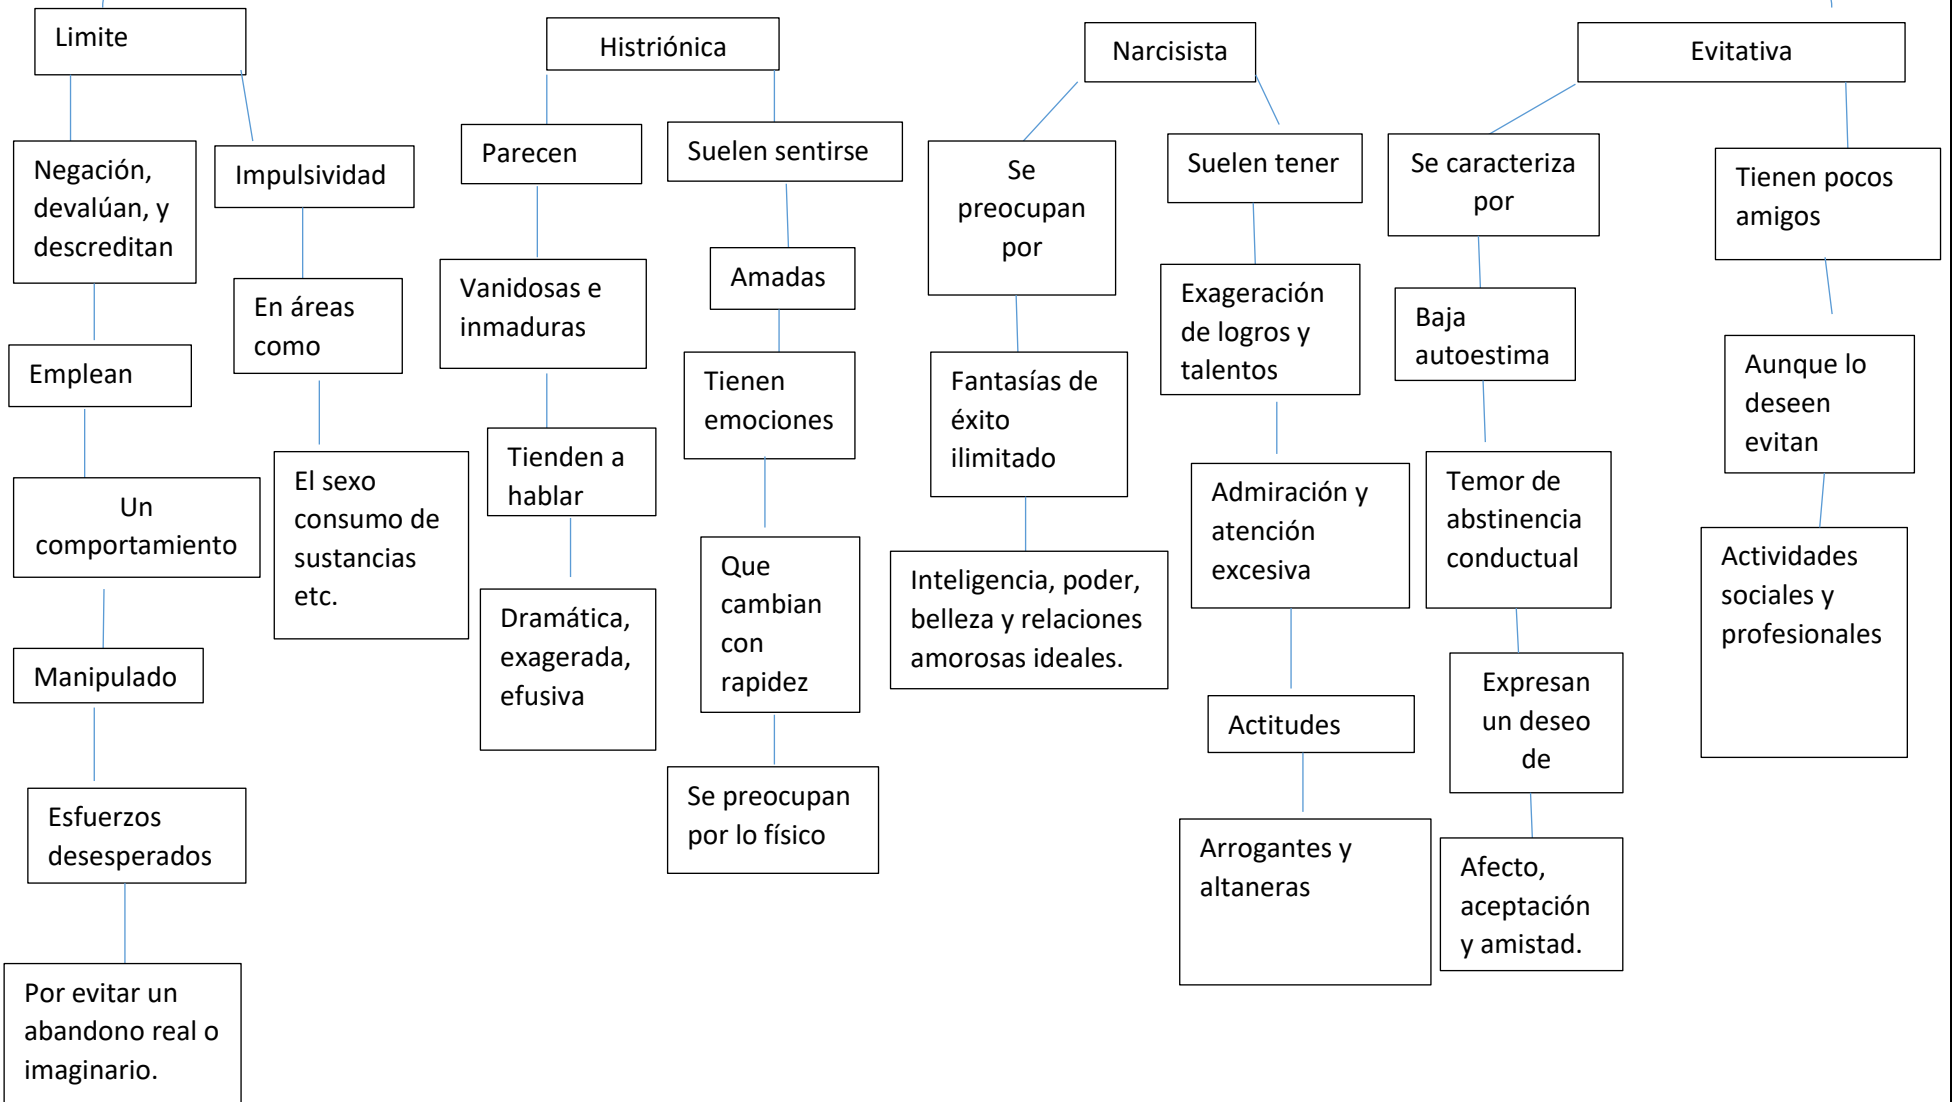 Limite
Negación,
devalúan, y
descreditan
Emplean
Un
comportamiento
Manipulado
Esfuerzos
desesperados
Por evitar un
abandono real o
imaginario.
Impulsividad
En áreas
como
El sexo
consumo de
sustancias
etc.
Histriónica
Parecen
Vanidosas e
inmaduras
Tienden a
hablar
Dramática,
exagerada,
efusiva
Suelen sentirse
Amadas
Tienen
emociones
Que
cambian
con
rapidez
Se preocupan
por lo físico
Narcisista
Se
preocupan
por
Fantasías de
éxito
ilimitado
Inteligencia, poder,
belleza y relaciones
amorosas ideales.
Suelen tener
Exageración
de logros y
talentos
Admiración y
atención
excesiva
Actitudes
Arrogantes y
altaneras
Evitativa
Se caracteriza
por
Baja
autoestima
Temor de
abstinencia
conductual
Expresan
un deseo
de
Afecto,
aceptación
y amistad.
Tienen pocos
amigos
Aunque lo
deseen
evitan
Actividades
sociales y
profesionales